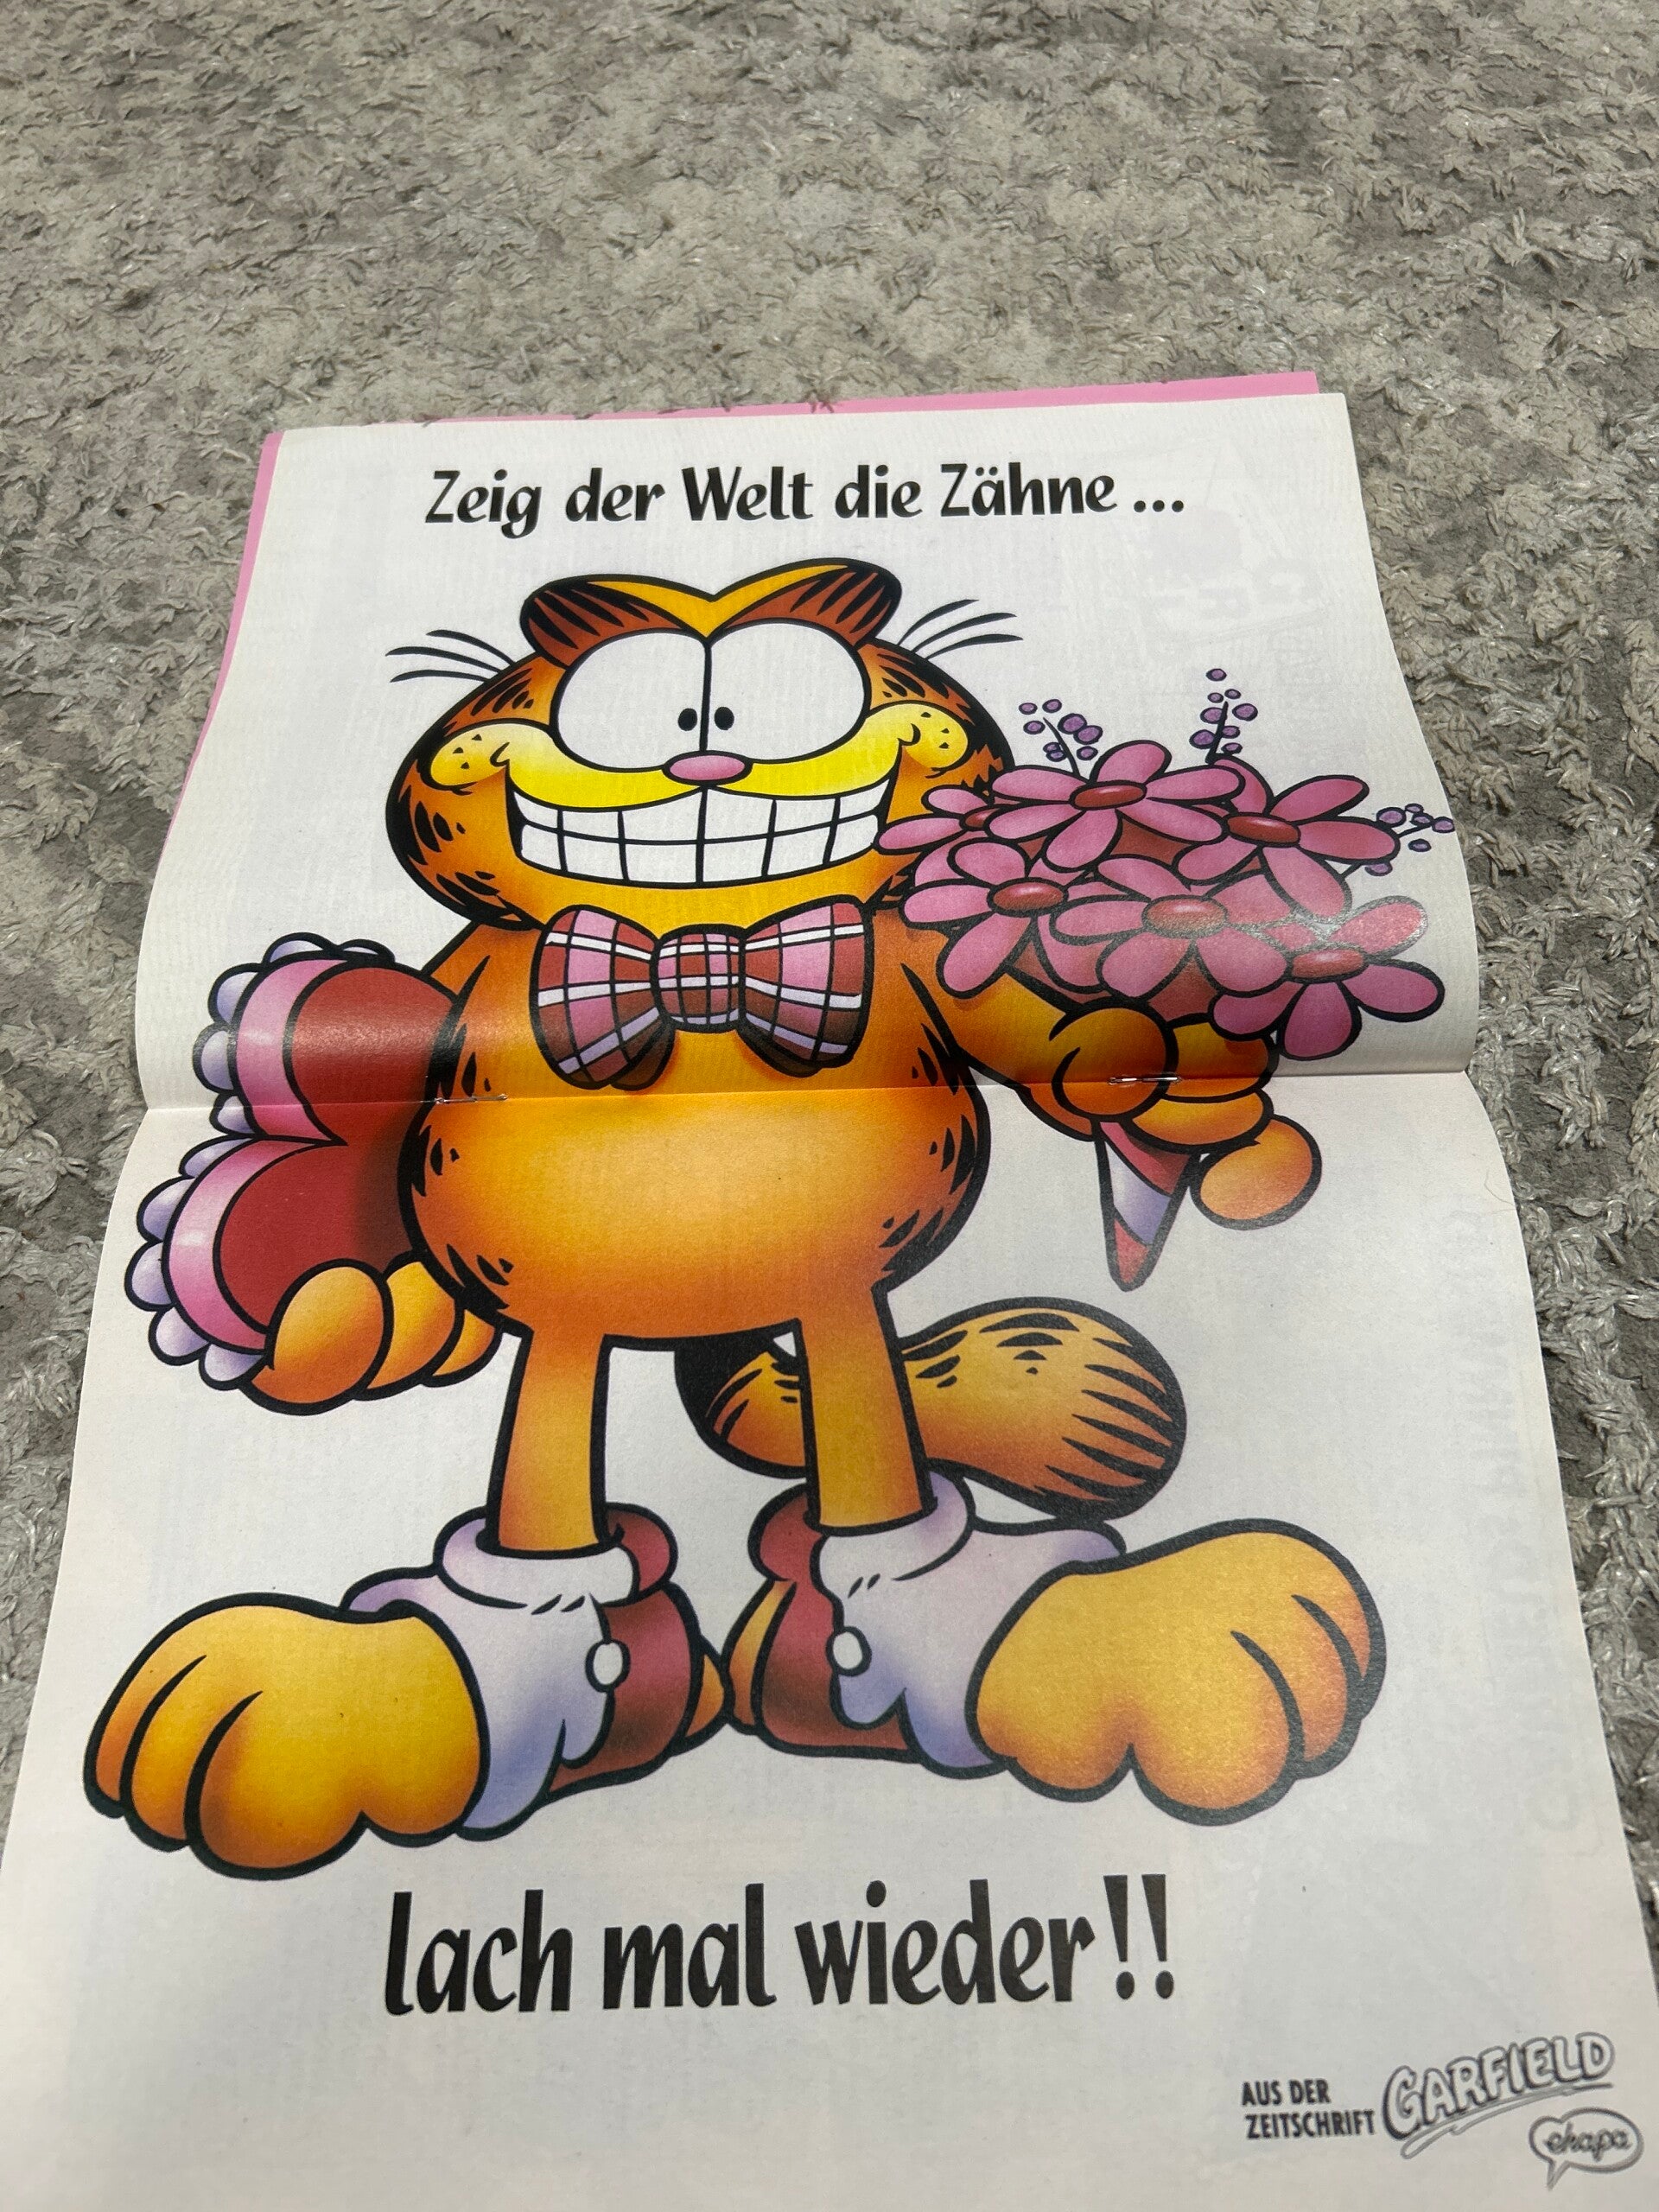 Zeig der Welt die Zähne...
lach mal wieder!!
AUS DER
ZEITSCHRIFT GARFIELD
ehapa